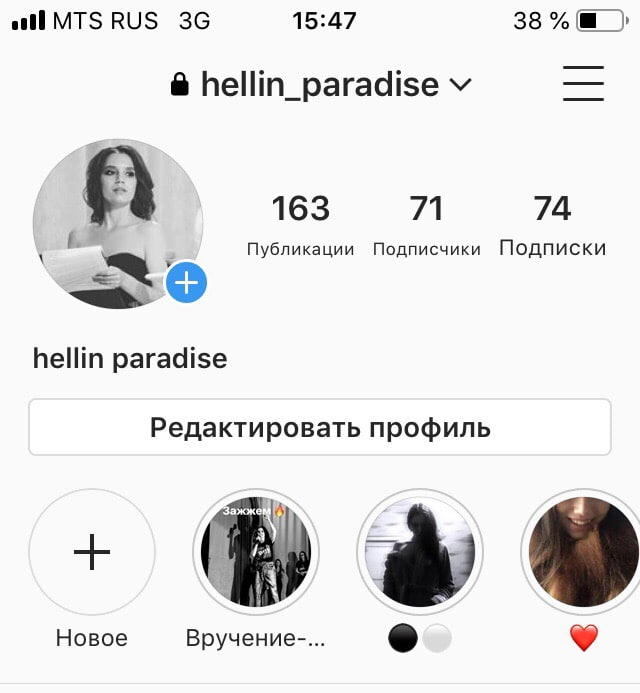 MTS RUS 3G 15:47 38 %
hellin_paradise
163 71 74
Публикации Подписчики Подписки
hellin paradise
Редактировать профиль
Зажжем🔥
Новое Вручение-... ⚫⚪ ❤️